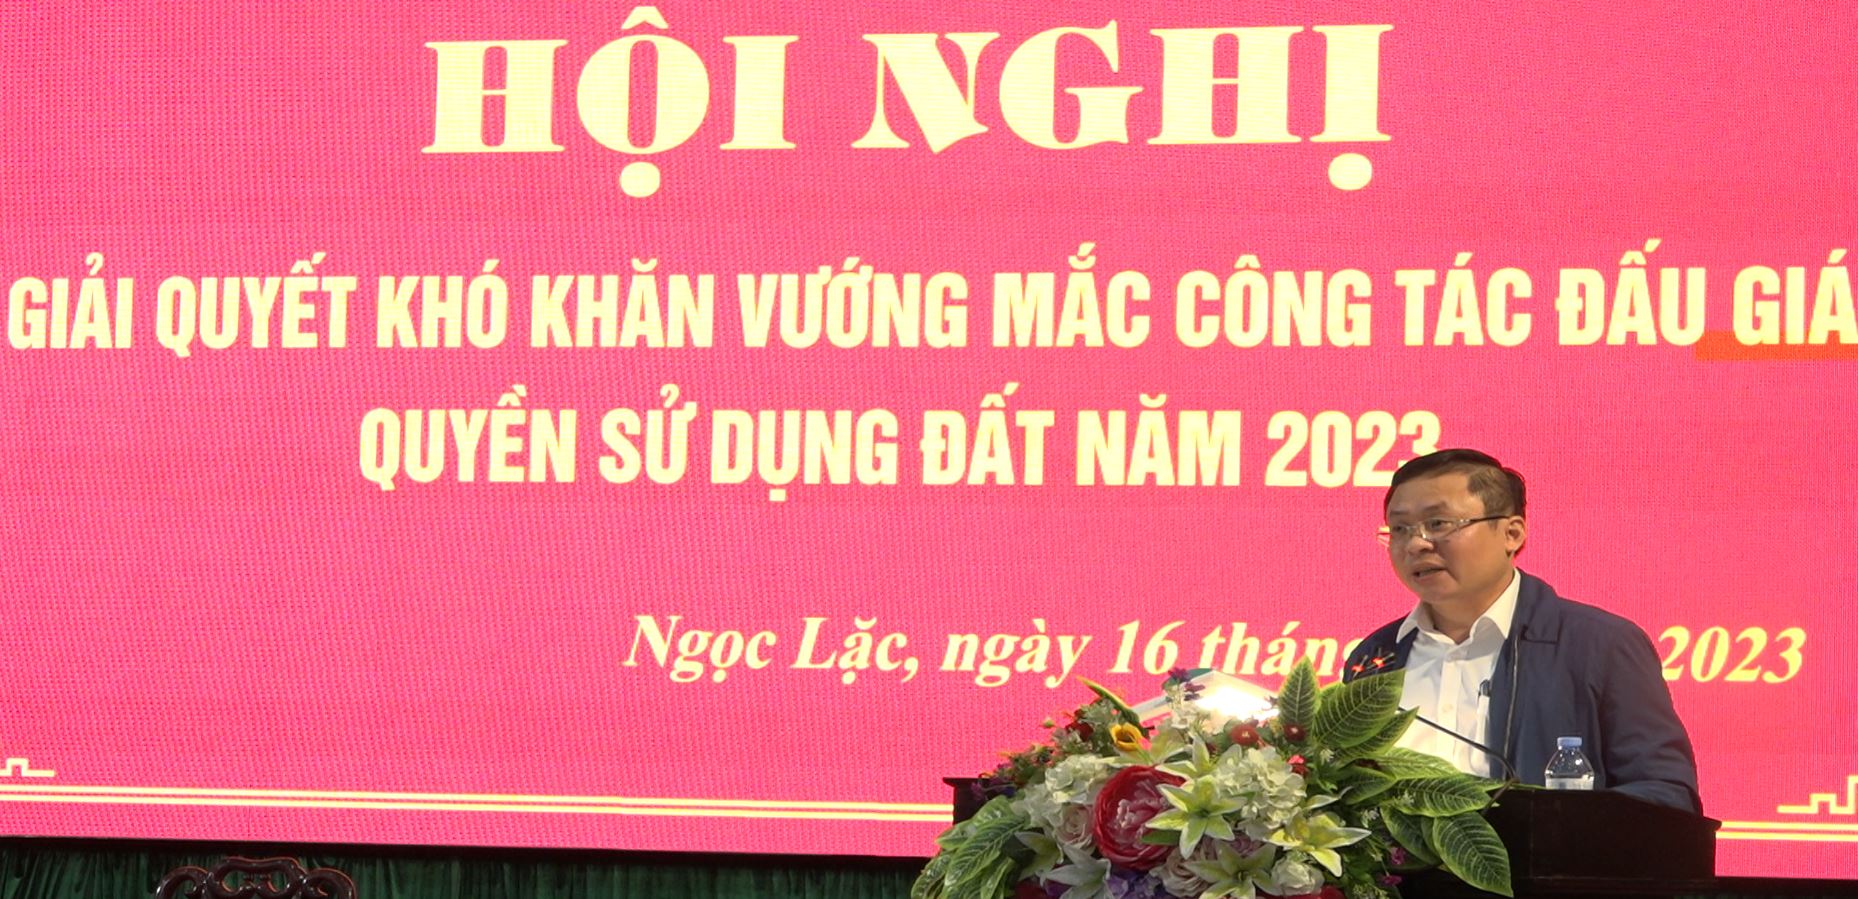 HỘI NGHỊ
GIẢI QUYẾT KHÓ KHĂN VƯỚNG MẮC CÔNG TÁC ĐẤU GIÁ
QUYỀN SỬ DỤNG ĐẤT NĂM 2023
Ngọc Lặc, ngày 16 tháng 2023